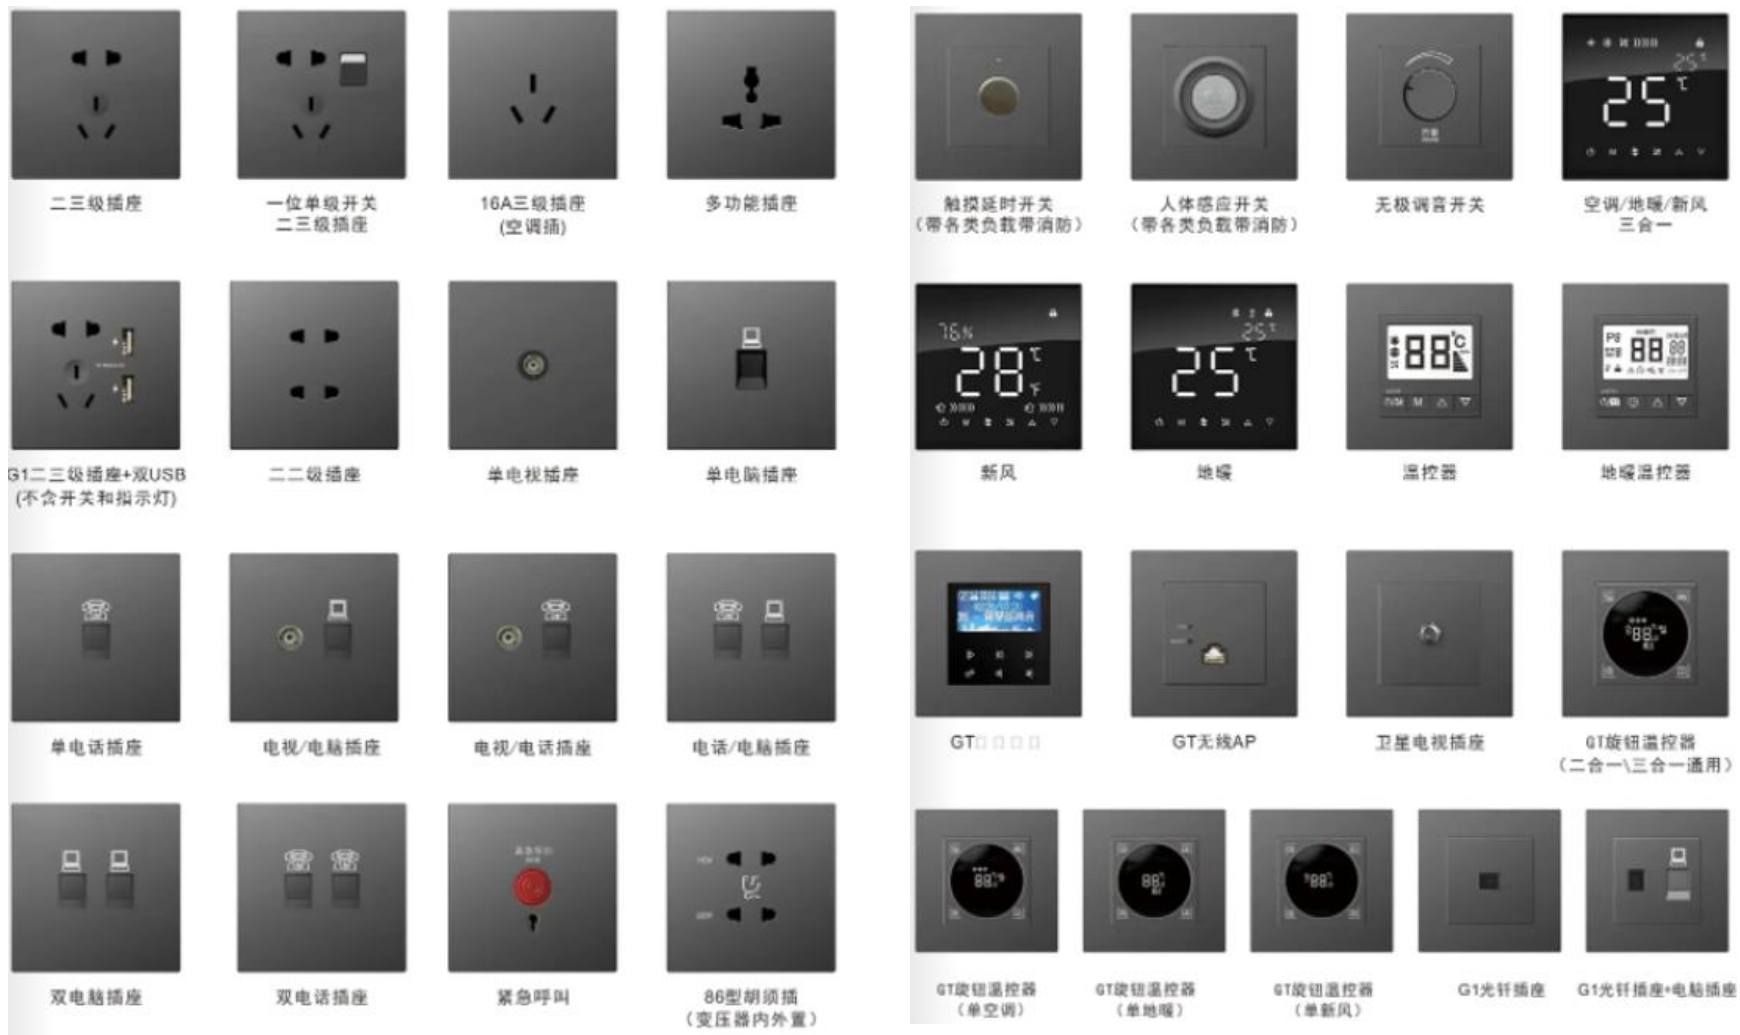 二三级插座
一位单级开关
二三级插座
16A三级插座
(空调插)
多功能插座
G1二三级插座+双USB
(不含开关和指示灯)
二二级插座
单电视插座
单电脑插座
单电话插座
电视/电脑插座
电视/电话插座
电话/电脑插座
双电脑插座
双电话插座
紧急呼叫
86型胡须插
（变压器内外置）
触摸延时开关
（带各类负载带消防）
人体感应开关
（带各类负载带消防）
无极调音开关
25℃
25℃
空调/地暖/新风
三合一
76%
28℃
℉
新风
25℃
25℃
地暖
88℃
M
温控器
88
88
地暖温控器
GT
GT无线AP
卫星电视插座
88
GT旋钮温控器
（二合一\三合一通用）
88
GT旋钮温控器
（单空调）
88
GT旋钮温控器
（单地暖）
88
GT旋钮温控器
（单新风）
G1光钎插座
G1光钎插座+电脑插座